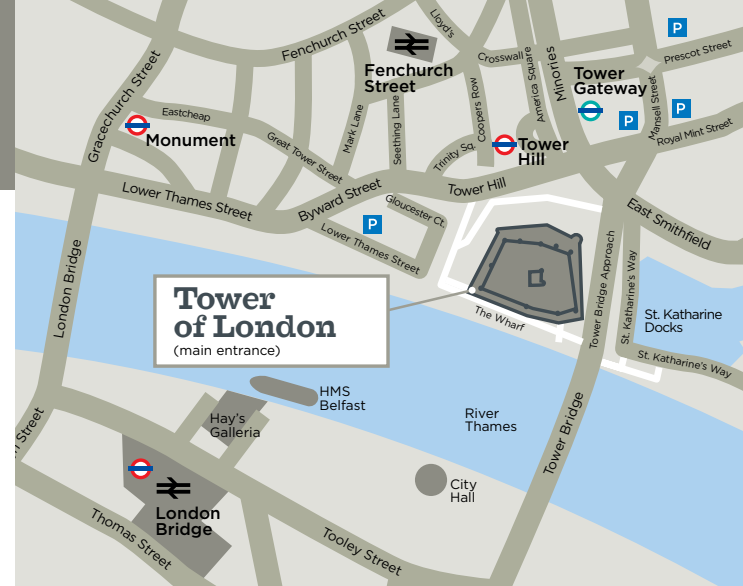 Lloyd's
Fenchurch Street
P
Crosswall
Prescot Street
Gracechurch Street
Fenchurch
Street
America Square
Minories
Tower
Gateway
Coopers Row
Mansell Street
P
P
Eastcheap
Monument
Mark Lane
Seething Lane
Great Tower Street
Trinity Sq.
Tower
Hill
Royal Mint Street
Lower Thames Street
Byward Street
Tower Hill
Gloucester Ct.
P
Lower Thames Street
East Smithfield
London Bridge
Tower Bridge Approach
St. Katharine's Way
Tower
of London
(main entrance)
The Wharf
St. Katharine
Docks
St. Katharine's Way
HMS
Belfast
Hay's
Galleria
River
Thames
Tower Bridge
Street
City
Hall
London
Bridge
Thomas Street
Tooley Street